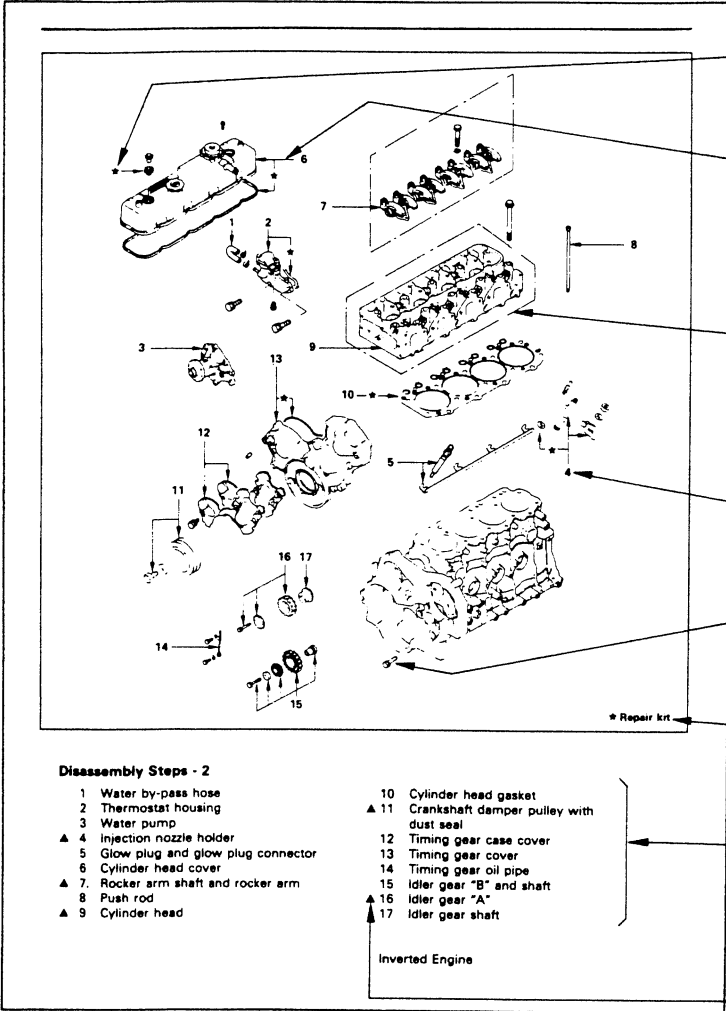 6
7
1
2
8
3
13
9
10
12
5
4
11
16 17
14
15
★ Repair kit
Disassembly Steps - 2
1 Water by-pass hose
2 Thermostat housing
3 Water pump
▲ 4 Injection nozzle holder
5 Glow plug and glow plug connector
6 Cylinder head cover
▲ 7. Rocker arm shaft and rocker arm
8 Push rod
▲ 9 Cylinder head
10 Cylinder head gasket
▲ 11 Crankshaft damper pulley with
dust seal
12 Timing gear case cover
13 Timing gear cover
14 Timing gear oil pipe
15 Idler gear "B" and shaft
▲ 16 Idler gear "A"
17 Idler gear shaft
Inverted Engine